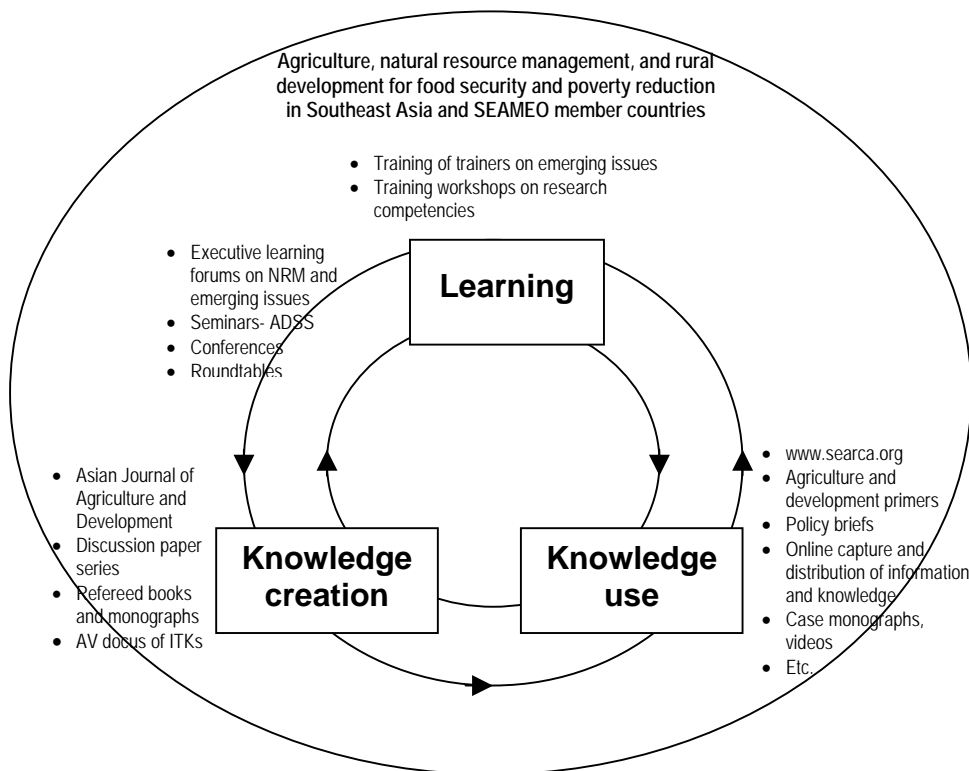 Agriculture, natural resource management, and rural
development for food security and poverty reduction
in Southeast Asia and SEAMEO member countries
• Training of trainers on emerging issues
• Training workshops on research
competencies
• Executive learning
forums on NRM and
emerging issues
• Seminars- ADSS
• Conferences
• Roundtables
Learning
• Asian Journal of
Agriculture and
Development
• Discussion paper
series
• Refereed books
and monographs
• AV docus of ITKs
Knowledge
creation
Knowledge
use
• www.searca.org
• Agriculture and
development primers
• Policy briefs
• Online capture and
distribution of information
and knowledge
• Case monographs,
videos
• Etc.